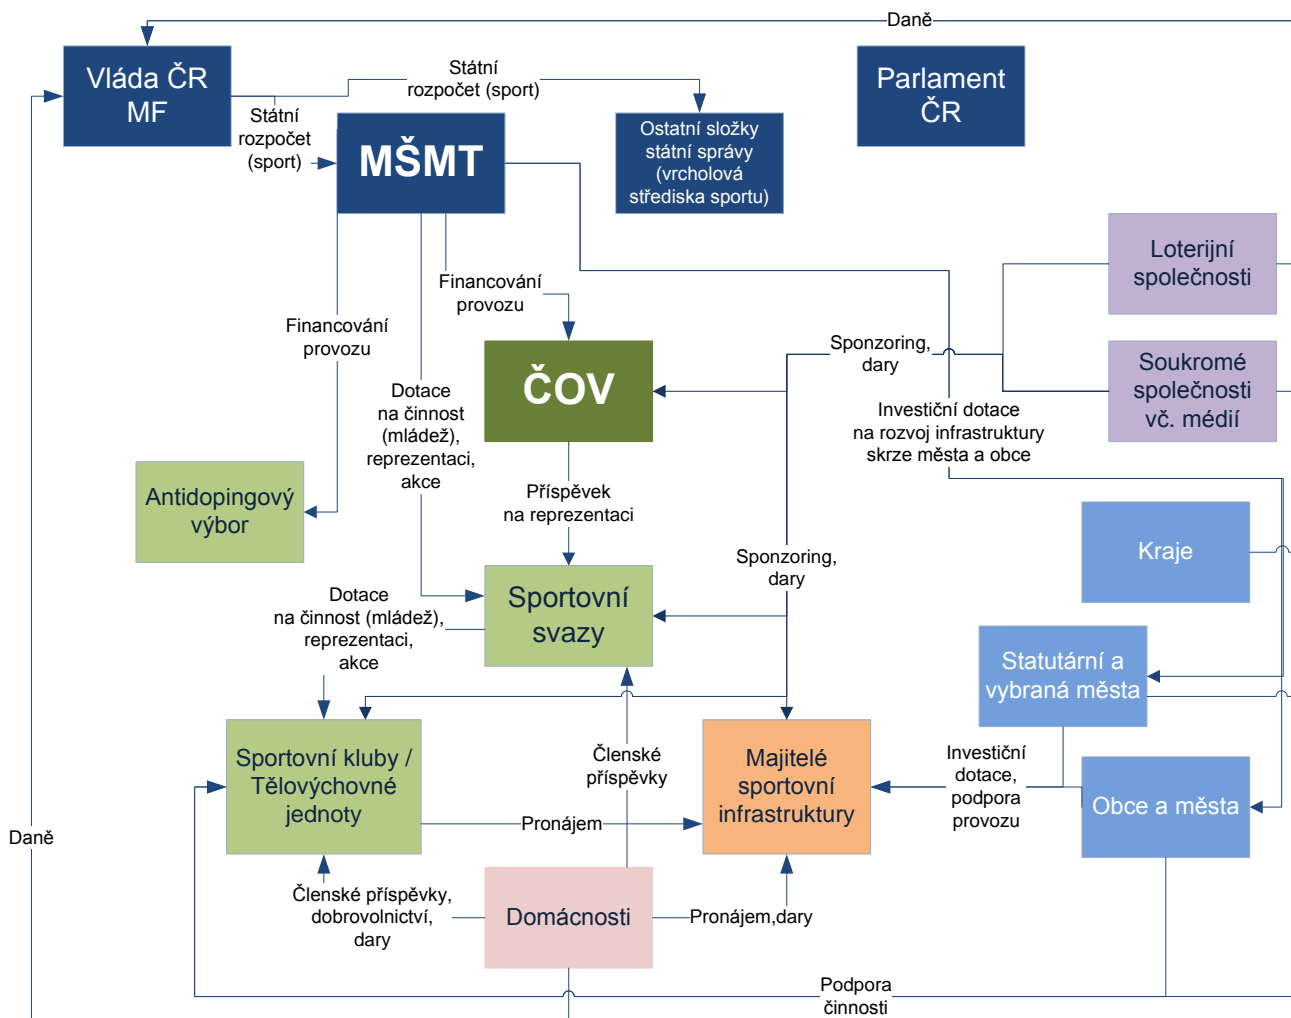 Daně
Vláda ČR
MF
Státní
rozpočet (sport)
Parlament
ČR
Státní
rozpočet
(sport)
MŠMT
Ostatní složky
státní správy
(vrcholová
střediska sportu)
Loterijní
společnosti
Financování
provozu
Financování
provozu
Sponzoring,
dary
ČOV
Soukromé
společnosti
vč. médií
Dotace
na činnost
(mládež),
reprezentaci,
akce
Investiční dotace
na rozvoj infrastruktury
skrze města a obce
Antidopingový
výbor
Příspěvek
na reprezentaci
Kraje
Sponzoring,
dary
Dotace
na činnost (mládež),
reprezentaci,
akce
Sportovní
svazy
Statutární a
vybraná města
Sportovní kluby /
Tělovýchovné
jednoty
Členské
příspěvky
Majitelé
sportovní
infrastruktury
Investiční
dotace,
podpora
provozu
Obce a města
Daně
Pronájem
Členské příspěvky,
dobrovolnictví,
dary
Domácnosti
Pronájem,dary
Podpora
činnosti